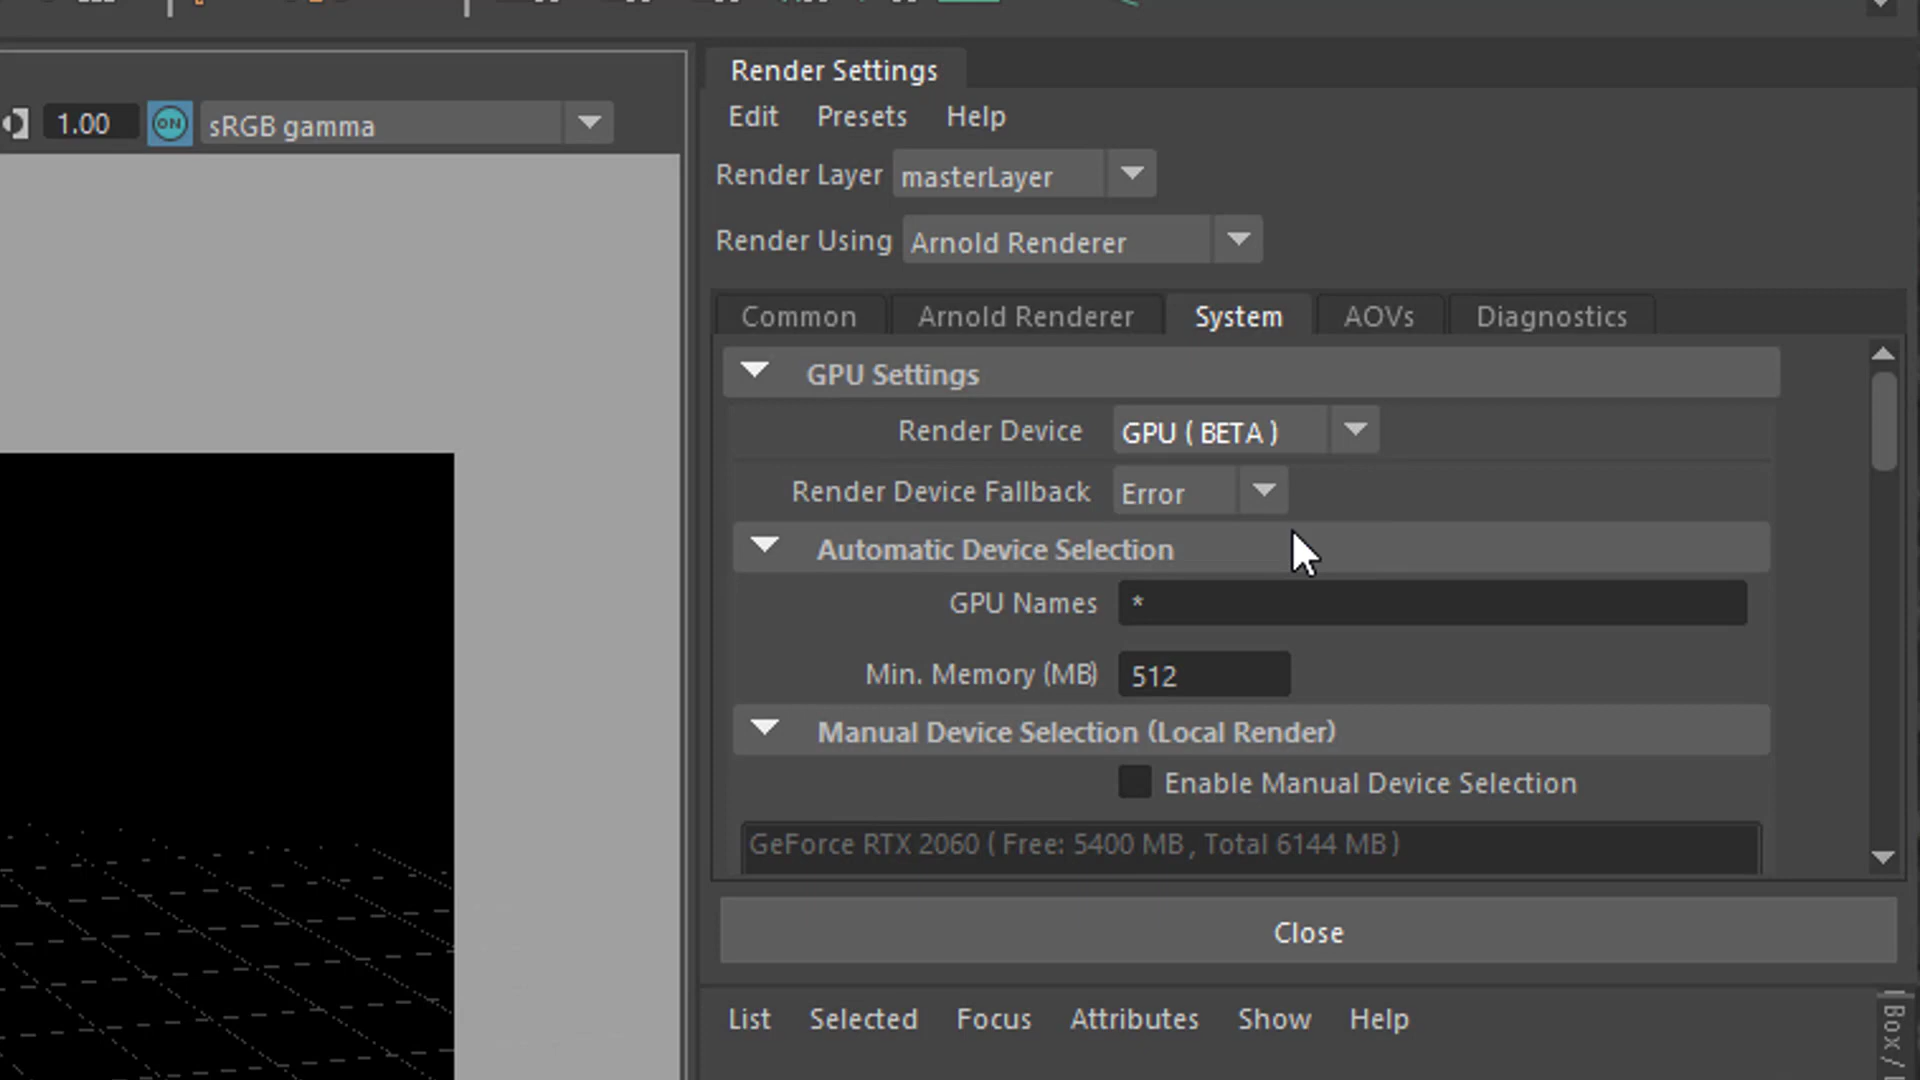 Render Settings
Edit Presets Help
1.00 ON sRGB gamma
Render Layer masterLayer
Render Using Arnold Renderer
Common Arnold Renderer System AOVs Diagnostics
GPU Settings
Render Device GPU ( BETA )
Render Device Fallback Error
Automatic Device Selection
GPU Names *
Min. Memory (MB) 512
Manual Device Selection (Local Render)
Enable Manual Device Selection
GeForce RTX 2060 ( Free: 5400 MB, Total 6144 MB )
Close
List Selected Focus Attributes Show Help
Box /